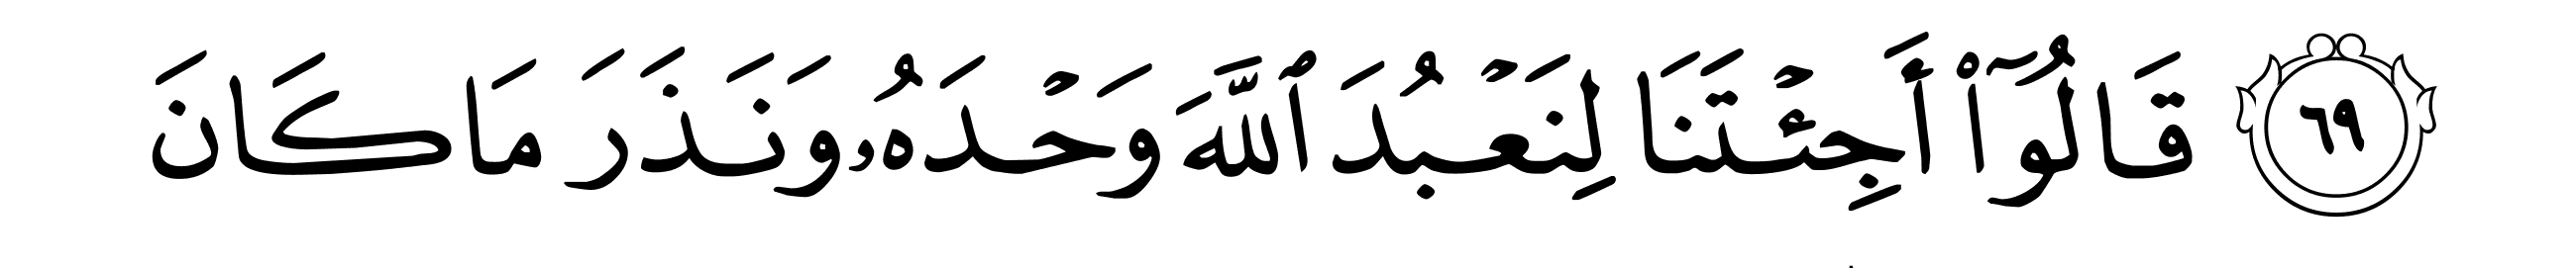 ٦٩ قَالُوٓا۟ أَجِئْتَنَا لِنَعْبُدَ ٱللَّهَ وَحْدَهُۥ وَنَذَرَ مَا كَانَ